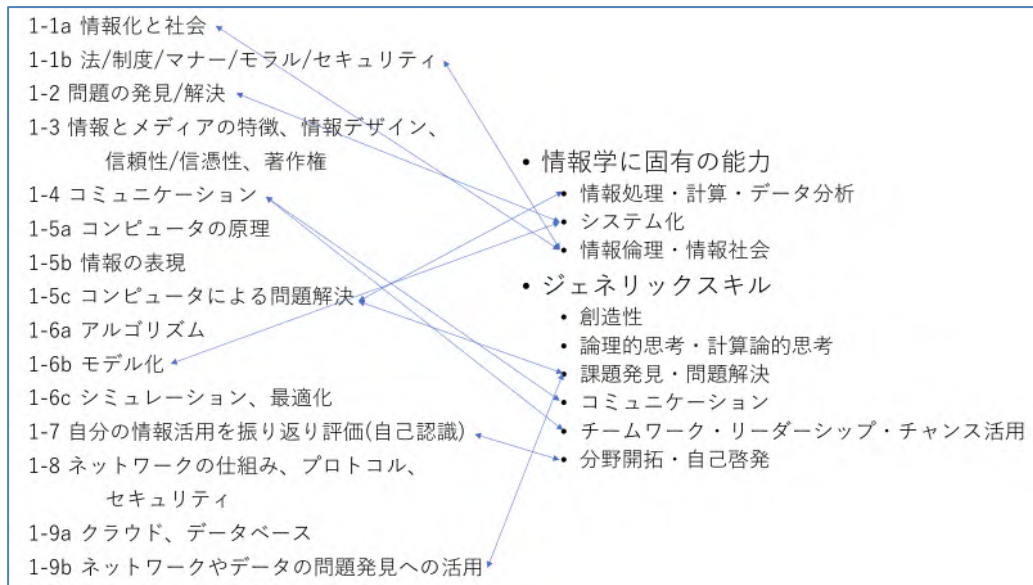 1-1a 情報化と社会
1-1b 法/制度/マナー/モラル/セキュリティ
1-2 問題の発見/解決
1-3 情報とメディアの特徴、情報デザイン、
信頼性/信憑性、著作権
1-4 コミュニケーション
1-5a コンピュータの原理
1-5b 情報の表現
1-5c コンピュータによる問題解決
1-6a アルゴリズム
1-6b モデル化
1-6c シミュレーション、最適化
1-7 自分の情報活用を振り返り評価(自己認識)
1-8 ネットワークの仕組み、プロトコル、
セキュリティ
1-9a クラウド、データベース
1-9b ネットワークやデータの問題発見への活用
• 情報学に固有の能力
• 情報処理・計算・データ分析
• システム化
• 情報倫理・情報社会
• ジェネリックスキル
• 創造性
• 論理的思考・計算論的思考
• 課題発見・問題解決
• コミュニケーション
• チームワーク・リーダーシップ・チャンス活用
• 分野開拓・自己啓発